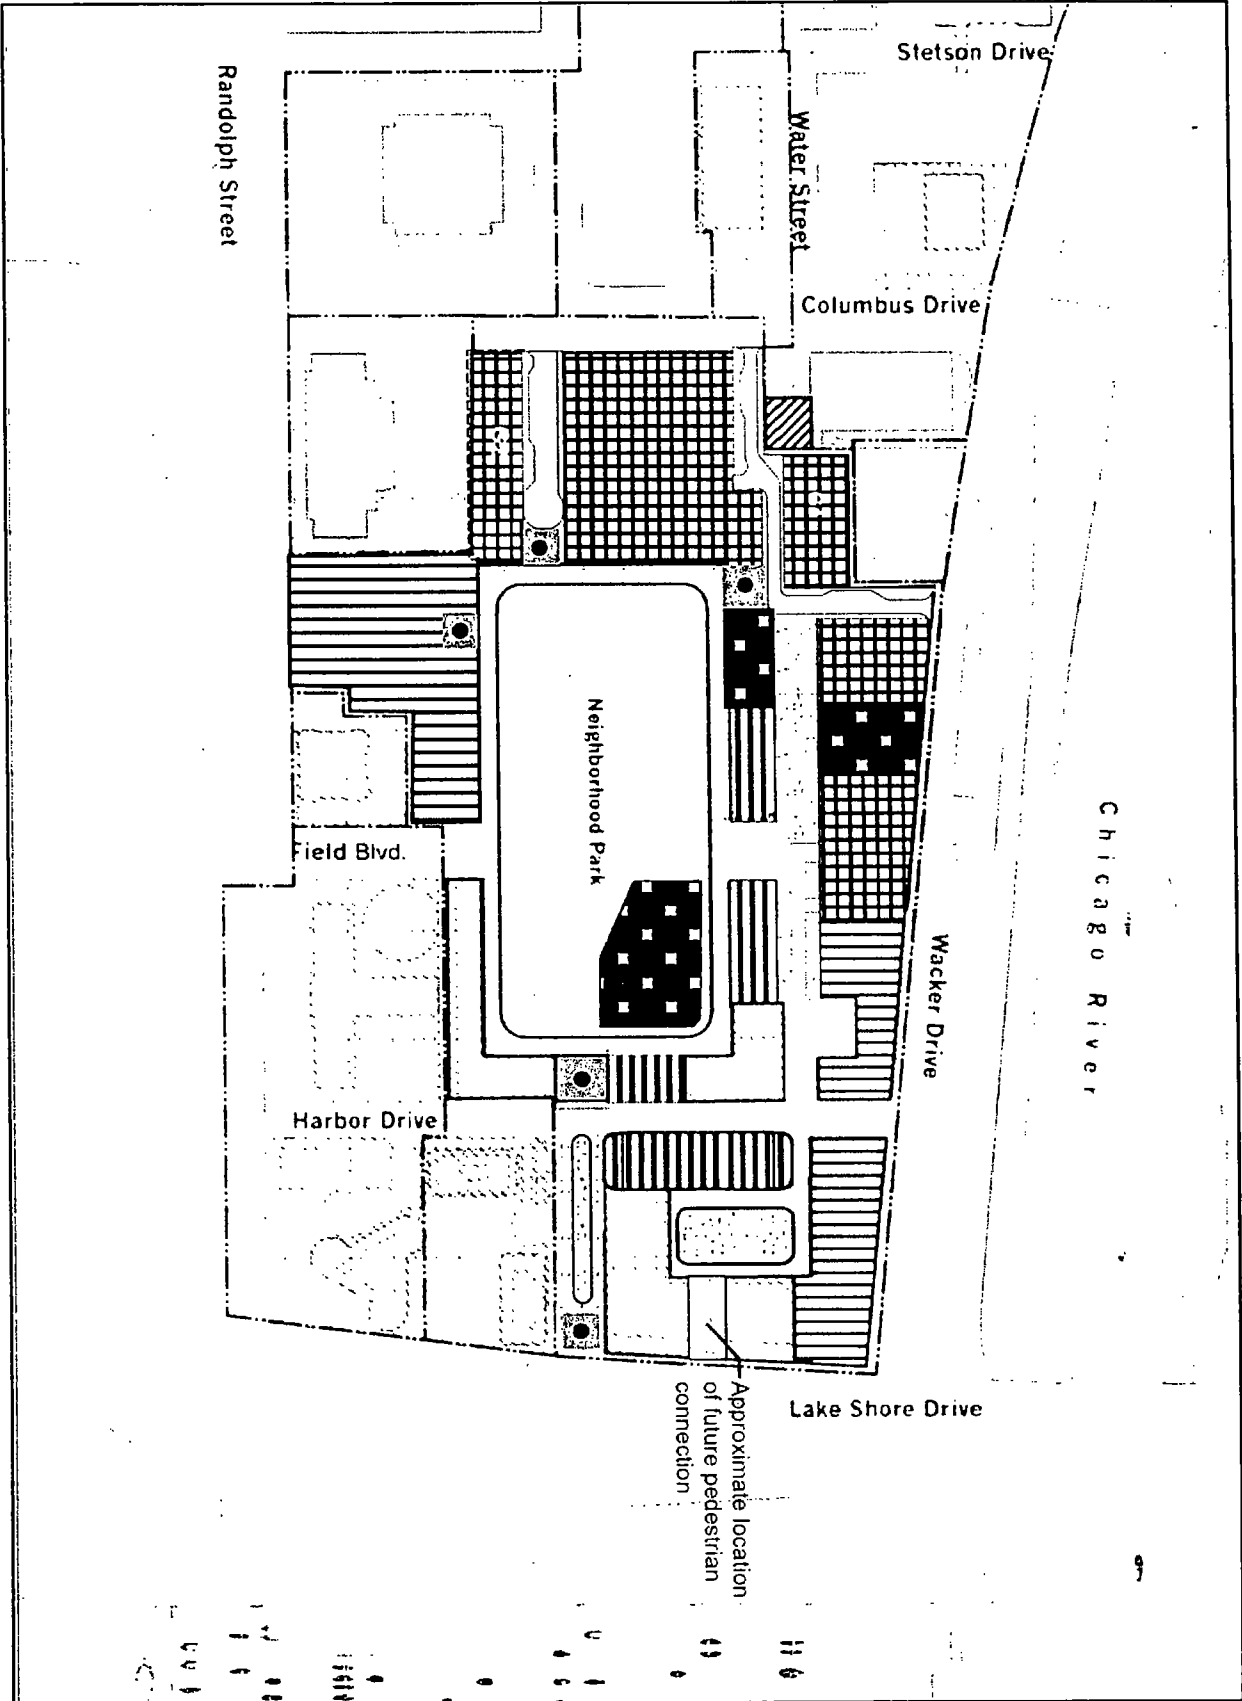 Stetson Drive
Randolph Street
Water Street
Columbus Drive
Neighborhood Park
Chicago River
Field Blvd.
Wacker Drive
Harbor Drive
Approximate location
of future pedestrian
connection
Lake Shore Drive